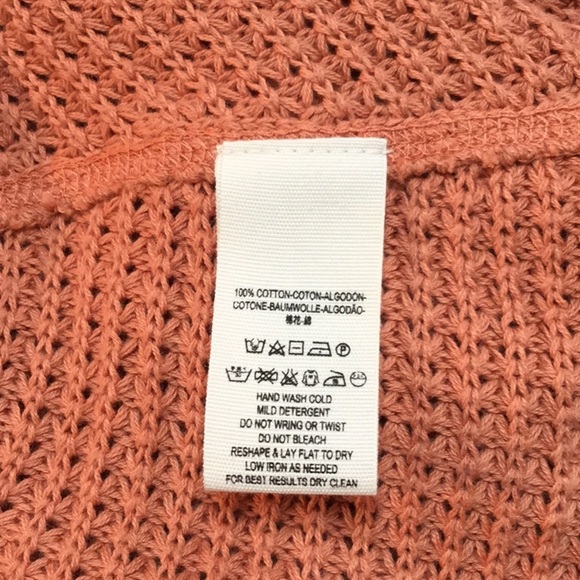 100% COTTON-COTON-ALGODÓN-
COTONE-BAUMWOLLE-ALGODÃO-
棉花-綿
HAND WASH COLD
MILD DETERGENT
DO NOT WRING OR TWIST
DO NOT BLEACH
RESHAPE & LAY FLAT TO DRY
LOW IRON AS NEEDED
FOR BEST RESULTS DRY CLEAN